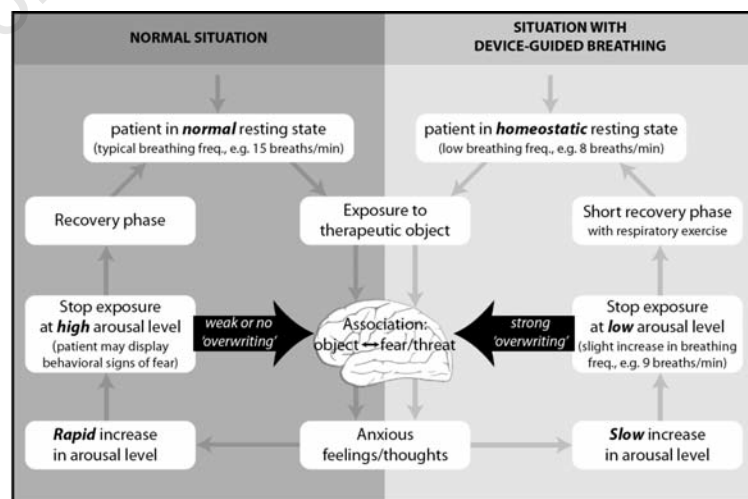 NORMAL SITUATION
SITUATION WITH
DEVICE-GUIDED BREATHING
patient in normal resting state
(typical breathing freq., e.g. 15 breaths/min)
patient in homeostatic resting state
(low breathing freq., e.g. 8 breaths/min)
Recovery phase
Exposure to
therapeutic object
Short recovery phase
with respiratory exercise
Stop exposure
at high arousal level
(patient may display
behavioral signs of fear)
weak or no
'overwriting'
Association:
object ↔ fear/threat
strong
'overwriting'
Stop exposure
at low arousal level
(slight increase in breathing
freq., e.g. 9 breaths/min)
Rapid increase
in arousal level
Anxious
feelings/thoughts
Slow increase
in arousal level